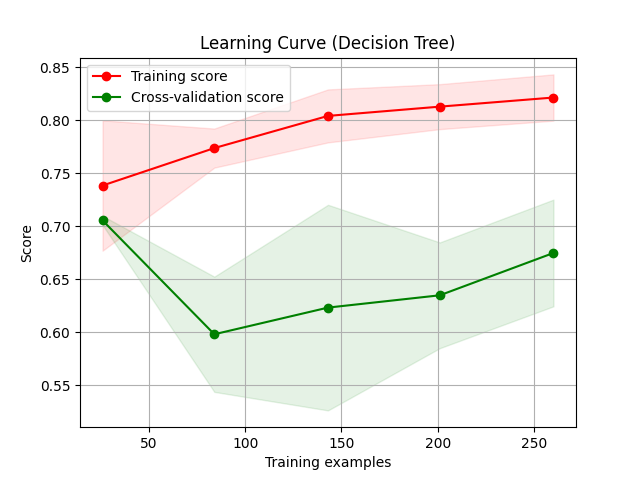 Learning Curve (Decision Tree)
Training score
Cross-validation score
0.85
0.80
0.75
0.70
0.65
0.60
0.55
Score
50 100 150 200 250
Training examples